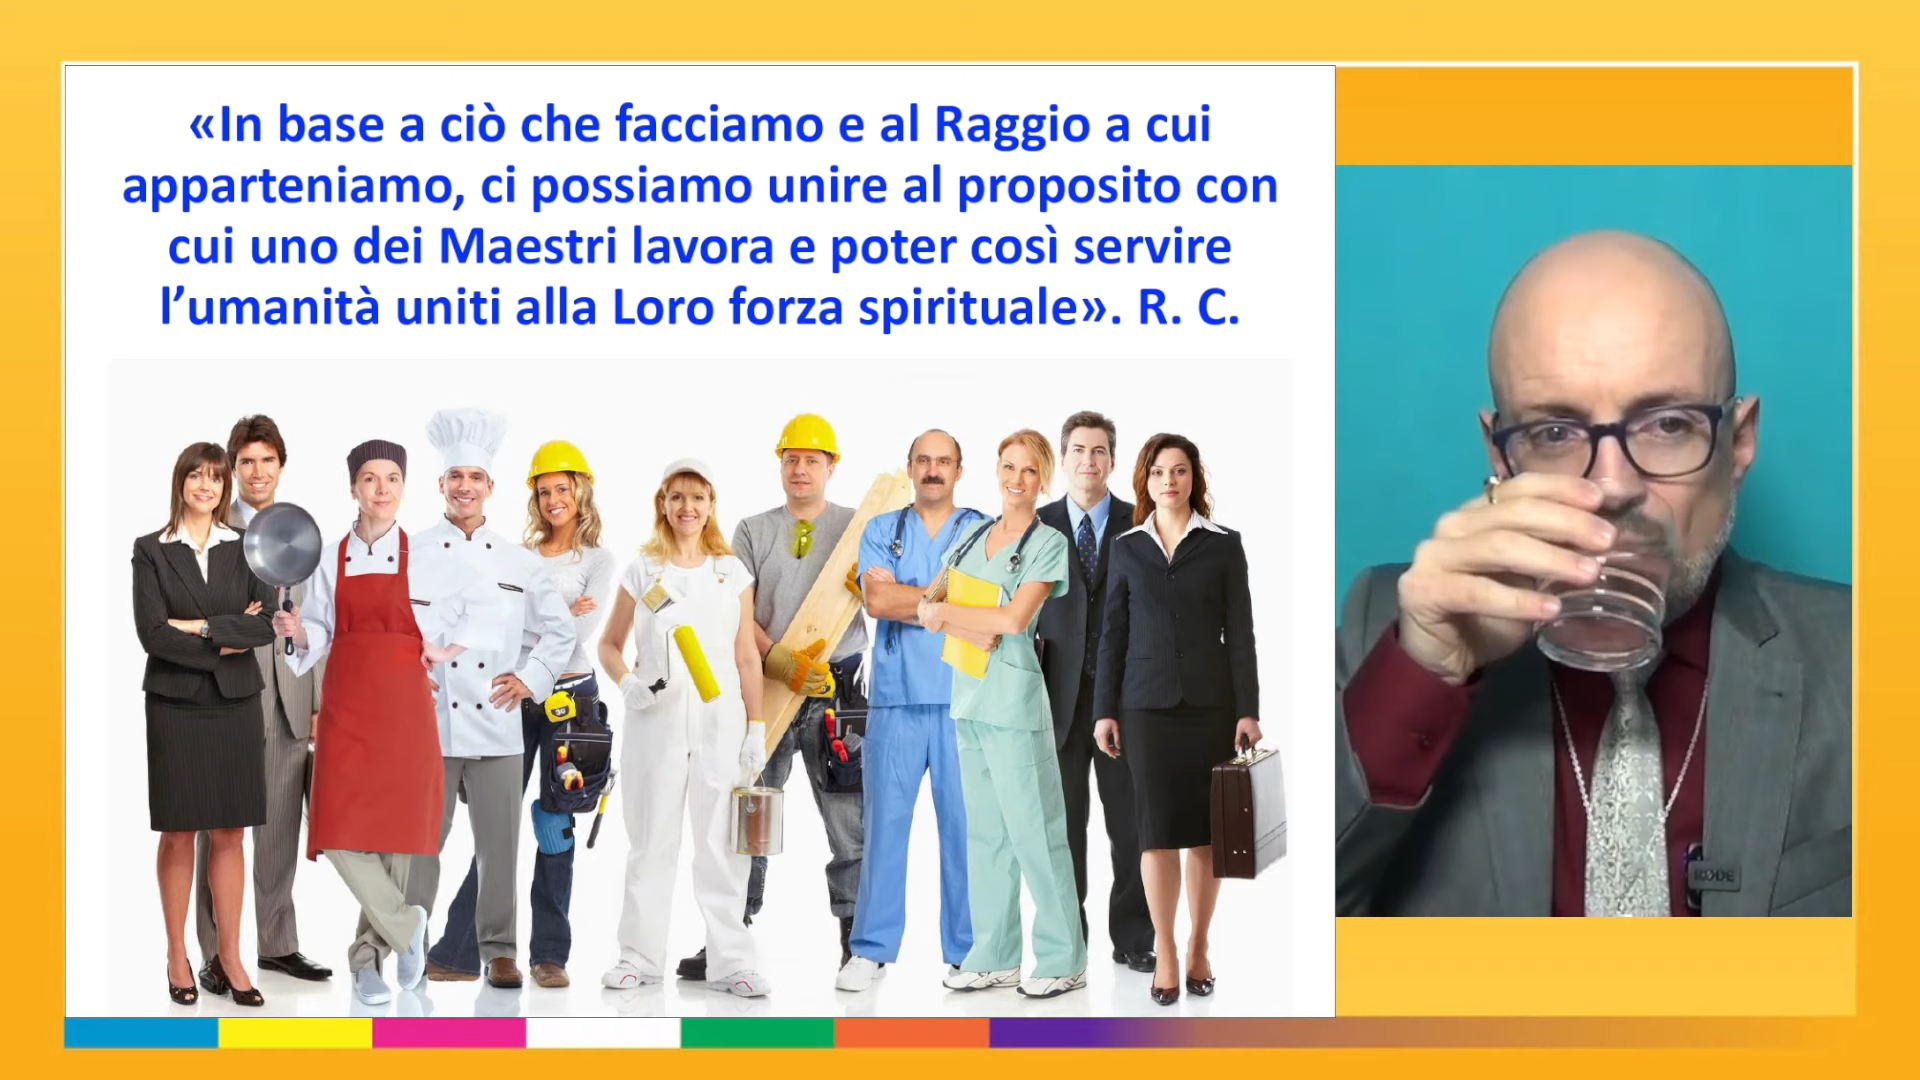 «In base a ciò che facciamo e al Raggio a cui
apparteniamo, ci possiamo unire al proposito con
cui uno dei Maestri lavora e poter così servire
l’umanità uniti alla Loro forza spirituale». R. C.
RODE